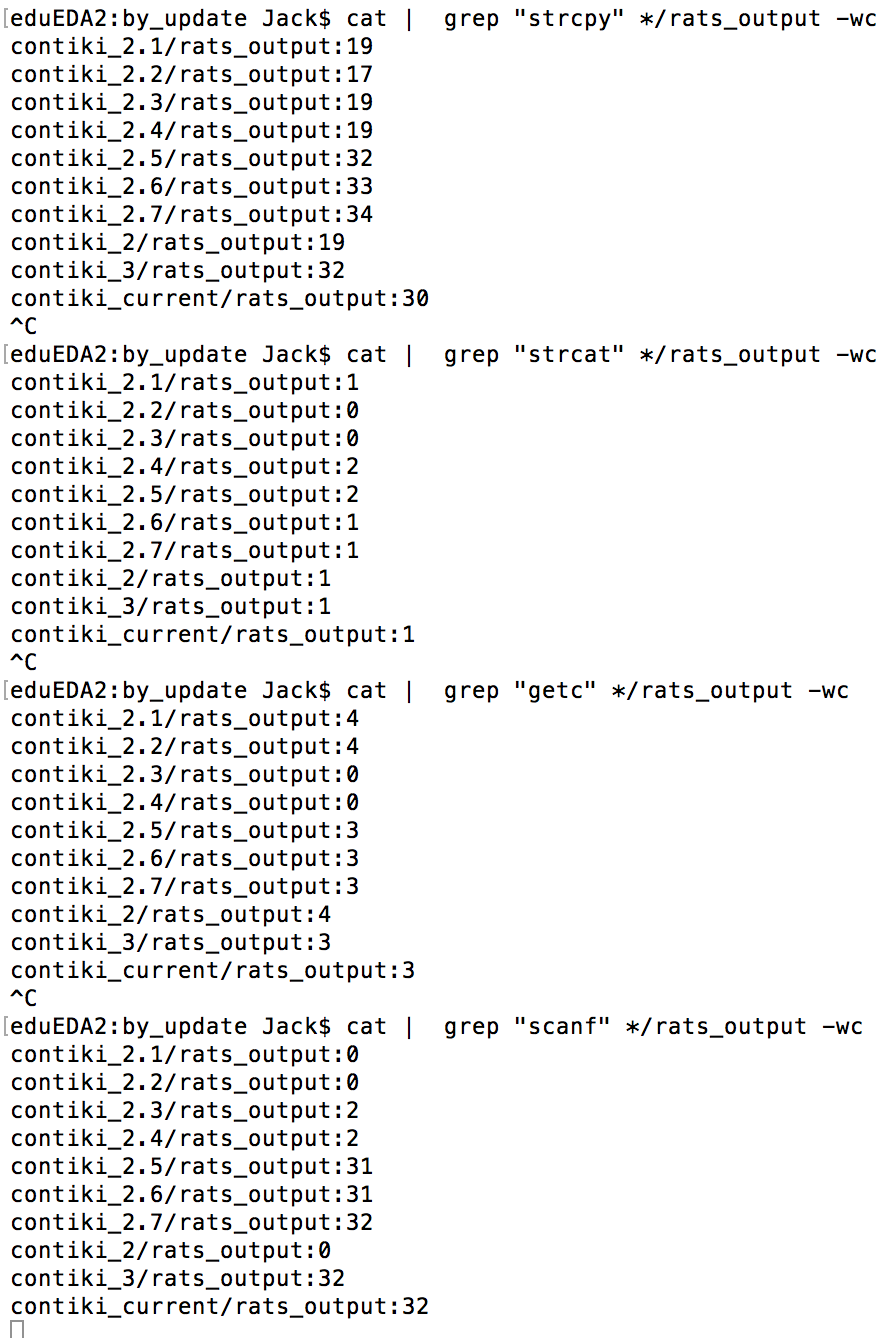 [eduEDA2:by_update Jack$ cat |  grep "strcpy" */rats_output -wc
contiki_2.1/rats_output:19
contiki_2.2/rats_output:17
contiki_2.3/rats_output:19
contiki_2.4/rats_output:19
contiki_2.5/rats_output:32
contiki_2.6/rats_output:33
contiki_2.7/rats_output:34
contiki_2/rats_output:19
contiki_3/rats_output:32
contiki_current/rats_output:30
^C
[eduEDA2:by_update Jack$ cat |  grep "strcat" */rats_output -wc
contiki_2.1/rats_output:1
contiki_2.2/rats_output:0
contiki_2.3/rats_output:0
contiki_2.4/rats_output:2
contiki_2.5/rats_output:2
contiki_2.6/rats_output:1
contiki_2.7/rats_output:1
contiki_2/rats_output:1
contiki_3/rats_output:1
contiki_current/rats_output:1
^C
[eduEDA2:by_update Jack$ cat |  grep "getc" */rats_output -wc
contiki_2.1/rats_output:4
contiki_2.2/rats_output:4
contiki_2.3/rats_output:0
contiki_2.4/rats_output:0
contiki_2.5/rats_output:3
contiki_2.6/rats_output:3
contiki_2.7/rats_output:3
contiki_2/rats_output:4
contiki_3/rats_output:3
contiki_current/rats_output:3
^C
[eduEDA2:by_update Jack$ cat |  grep "scanf" */rats_output -wc
contiki_2.1/rats_output:0
contiki_2.2/rats_output:0
contiki_2.3/rats_output:2
contiki_2.4/rats_output:2
contiki_2.5/rats_output:31
contiki_2.6/rats_output:31
contiki_2.7/rats_output:32
contiki_2/rats_output:0
contiki_3/rats_output:32
contiki_current/rats_output:32